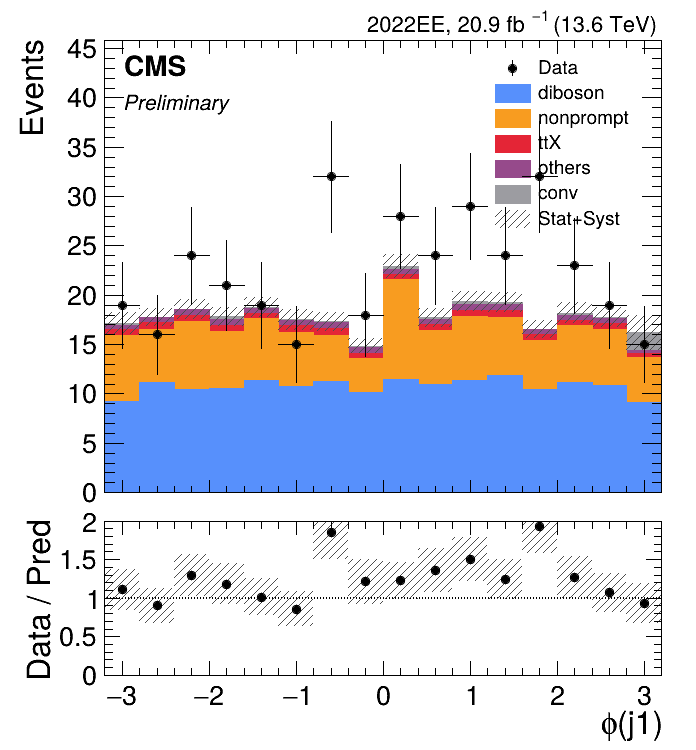 2022EE, 20.9 fb⁻¹ (13.6 TeV)
CMS
Preliminary
Data
diboson
nonprompt
ttX
others
conv
Stat+Syst
Events
45
40
35
30
25
20
15
10
5
0
Data / Pred
2
1.5
1
0.5
0
−3 −2 −1 0 1 2 3
ϕ(j1)